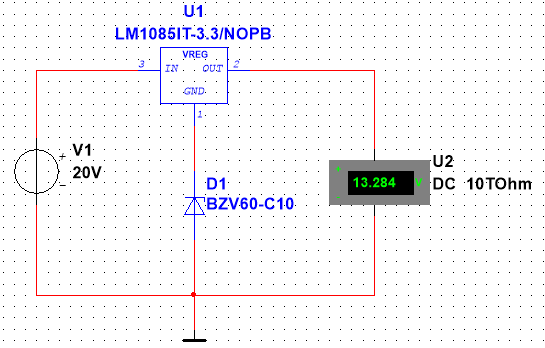 U1
LM1085IT-3.3/NOPB
VREG
3 IN OUT 2
GND
1
V1
+
20V
−
D1
BZV60-C10
U2
+
13.284 V
DC 10TOhm